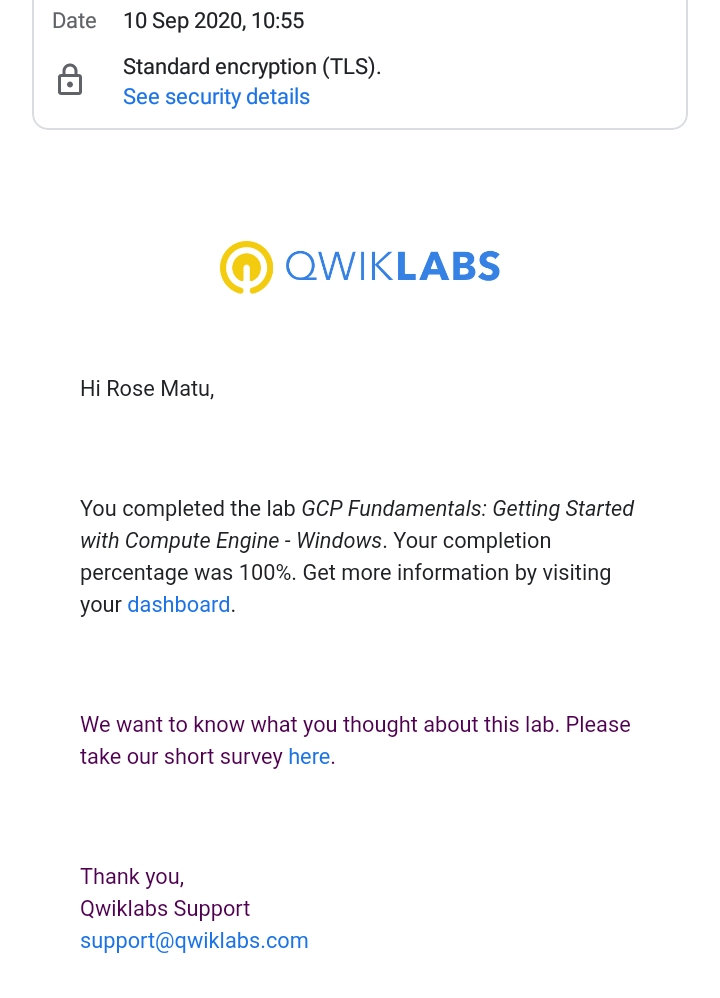 Date 10 Sep 2020, 10:55
Standard encryption (TLS).
See security details
QWIKLABS
Hi Rose Matu,
You completed the lab GCP Fundamentals: Getting Started
with Compute Engine - Windows. Your completion
percentage was 100%. Get more information by visiting
your dashboard.
We want to know what you thought about this lab. Please
take our short survey here.
Thank you,
Qwiklabs Support
support@qwiklabs.com